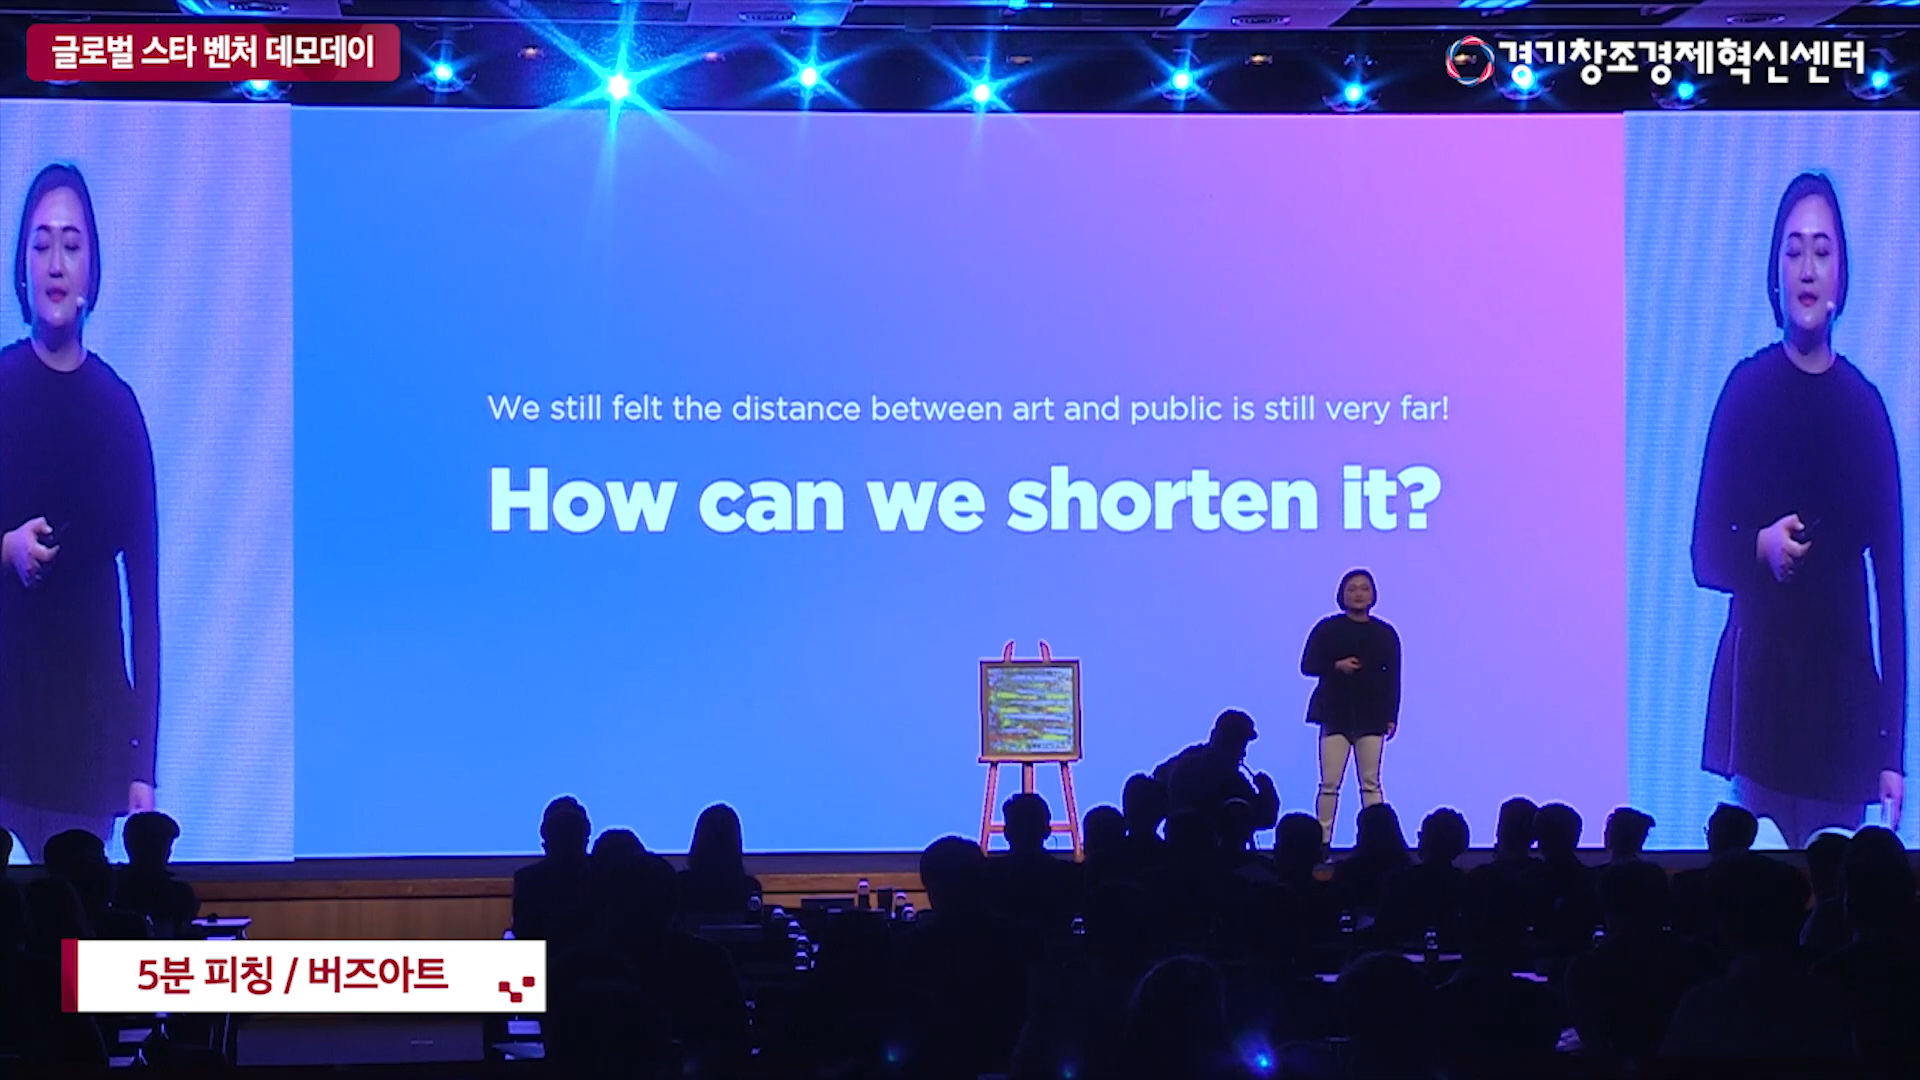 글로벌 스타 벤처 데모데이
경기창조경제혁신센터
We still felt the distance between art and public is still very far!
How can we shorten it?
5분 피칭 / 버즈아트